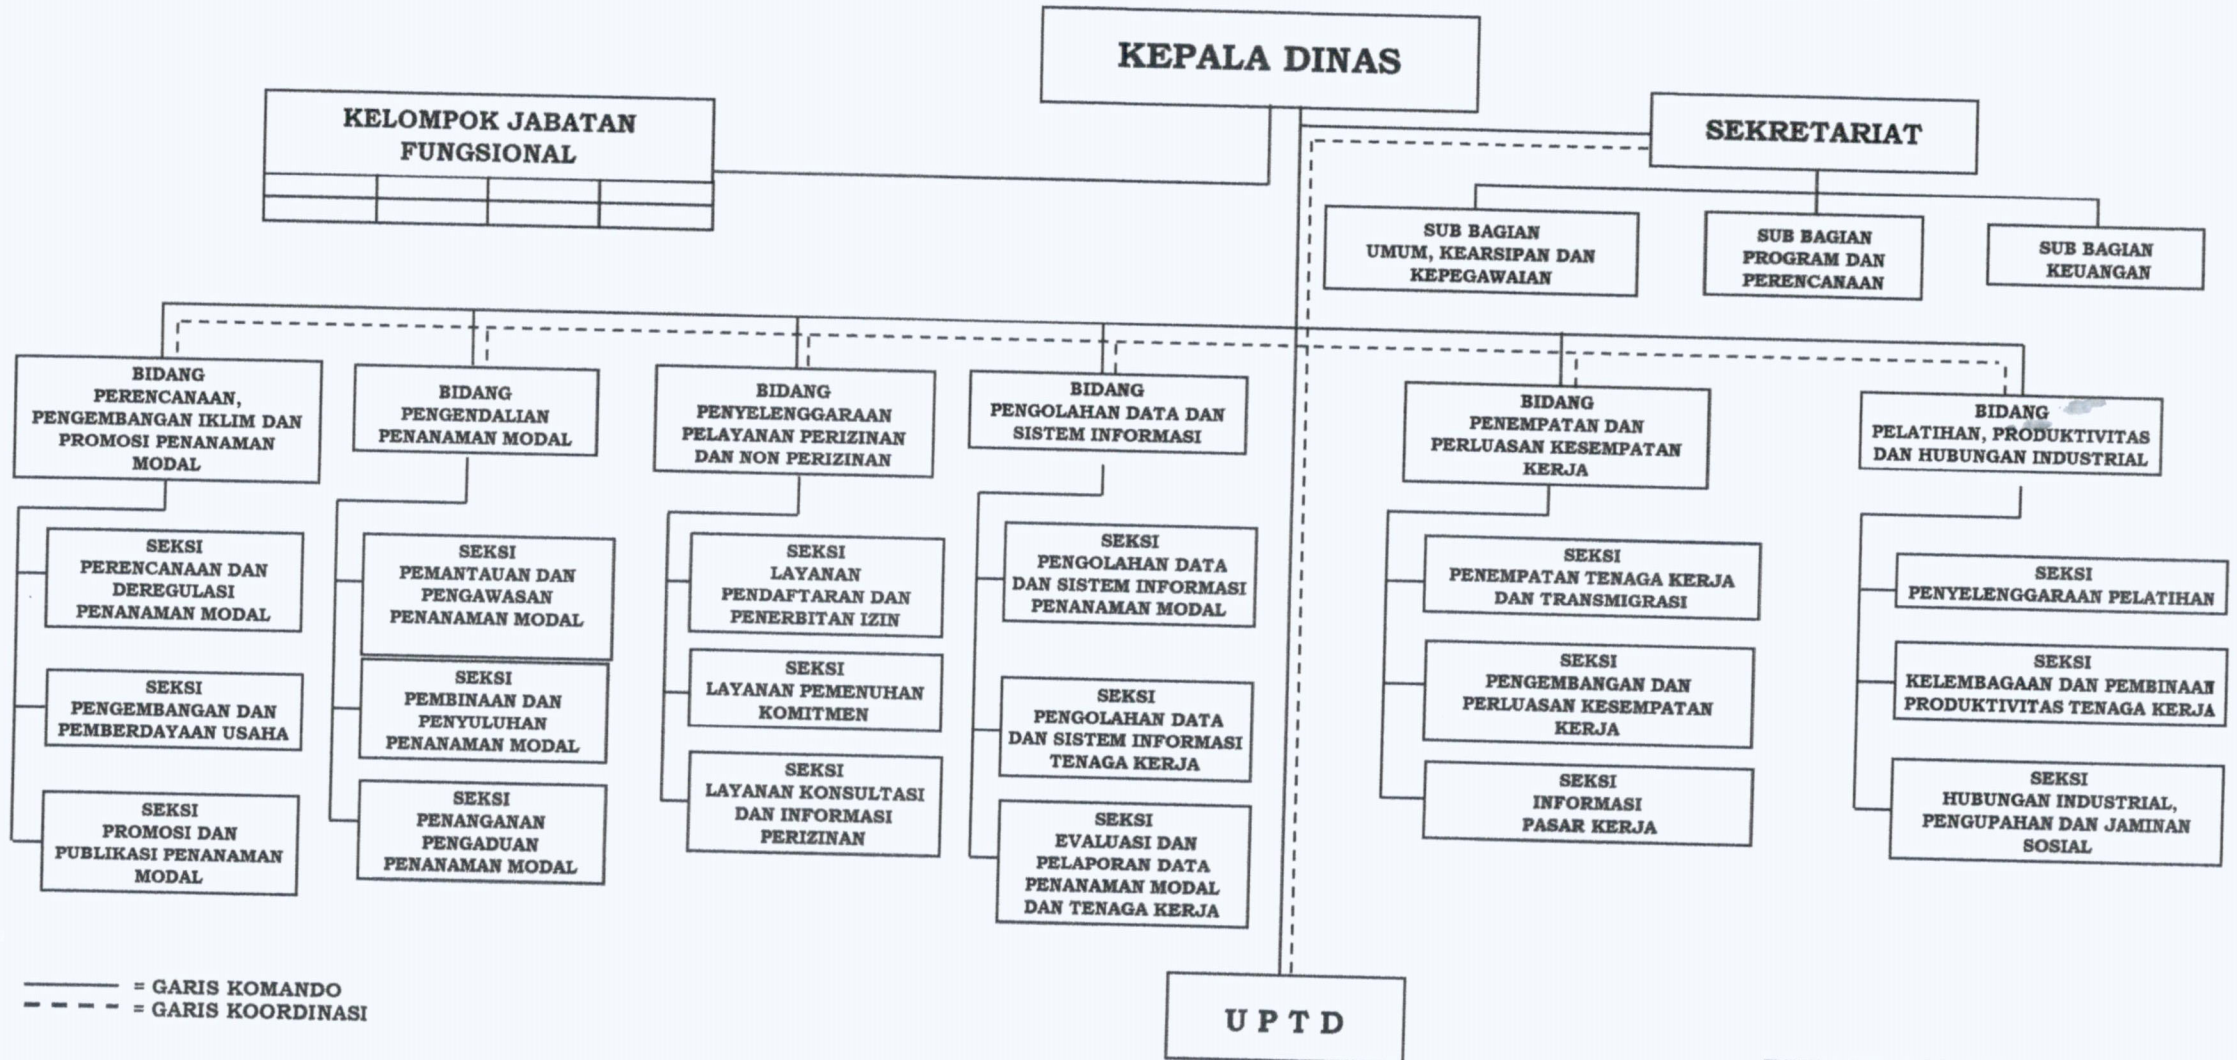 KEPALA DINAS
KELOMPOK JABATAN
FUNGSIONAL
SEKRETARIAT
SUB BAGIAN
UMUM, KEARSIPAN DAN
KEPEGAWAIAN
SUB BAGIAN
PROGRAM DAN
PERENCANAAN
SUB BAGIAN
KEUANGAN
BIDANG
PERENCANAAN,
PENGEMBANGAN IKLIM DAN
PROMOSI PENANAMAN
MODAL
BIDANG
PENGENDALIAN
PENANAMAN MODAL
BIDANG
PENYELENGGARAAN
PELAYANAN PERIZINAN
DAN NON PERIZINAN
BIDANG
PENGOLAHAN DATA DAN
SISTEM INFORMASI
BIDANG
PENEMPATAN DAN
PERLUASAN KESEMPATAN
KERJA
BIDANG
PELATIHAN, PRODUKTIVITAS
DAN HUBUNGAN INDUSTRIAL
SEKSI
PERENCANAAN DAN
DEREGULASI
PENANAMAN MODAL
SEKSI
PENGEMBANGAN DAN
PEMBERDAYAAN USAHA
SEKSI
PROMOSI DAN
PUBLIKASI PENANAMAN
MODAL
SEKSI
PEMANTAUAN DAN
PENGAWASAN
PENANAMAN MODAL
SEKSI
PEMBINAAN DAN
PENYULUHAN
PENANAMAN MODAL
SEKSI
PENANGANAN
PENGADUAN
PENANAMAN MODAL
SEKSI
LAYANAN
PENDAFTARAN DAN
PENERBITAN IZIN
SEKSI
LAYANAN PEMENUHAN
KOMITMEN
SEKSI
LAYANAN KONSULTASI
DAN INFORMASI
PERIZINAN
SEKSI
PENGOLAHAN DATA
DAN SISTEM INFORMASI
PENANAMAN MODAL
SEKSI
PENGOLAHAN DATA
DAN SISTEM INFORMASI
TENAGA KERJA
SEKSI
EVALUASI DAN
PELAPORAN DATA
PENANAMAN MODAL
DAN TENAGA KERJA
SEKSI
PENEMPATAN TENAGA KERJA
DAN TRANSMIGRASI
SEKSI
PENGEMBANGAN DAN
PERLUASAN KESEMPATAN
KERJA
SEKSI
INFORMASI
PASAR KERJA
SEKSI
PENYELENGGARAAN PELATIHAN
SEKSI
KELEMBAGAAN DAN PEMBINAAN
PRODUKTIVITAS TENAGA KERJA
SEKSI
HUBUNGAN INDUSTRIAL,
PENGUPAHAN DAN JAMINAN
SOSIAL
= GARIS KOMANDO
= GARIS KOORDINASI
U P T D